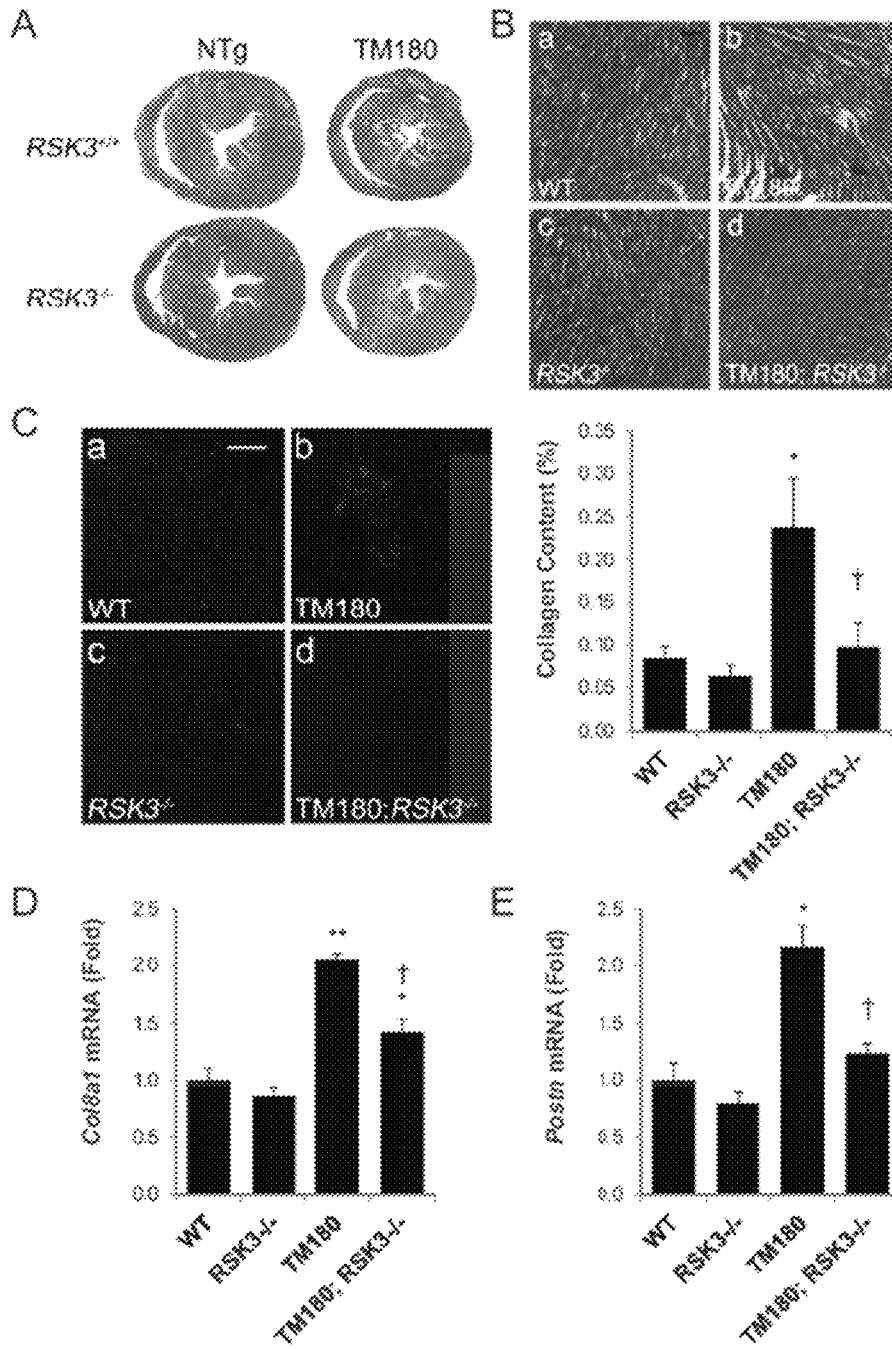 A
NTg TM180
RSK3+/+
RSK3-/-
B
a
WT
b
c
d
TM180; RSK3
C
a
WT
b
TM180
c
RSK3-/-
d
TM180; RSK3-/-
Collagen Content (%)
0.35
0.30
0.25
0.20
0.15
0.10
0.05
0.00
*
†
WT
RSK3-/-
TM180
TM180; RSK3-/-
D
Col8a1 mRNA (Fold)
2.5
2.0
1.5
1.0
0.5
0.0
**
†
*
WT
RSK3-/-
TM180
TM180; RSK3-/-
E
Postn mRNA (Fold)
2.5
2.0
1.5
1.0
0.5
0.0
*
†
WT
RSK3-/-
TM180
TM180; RSK3-/-